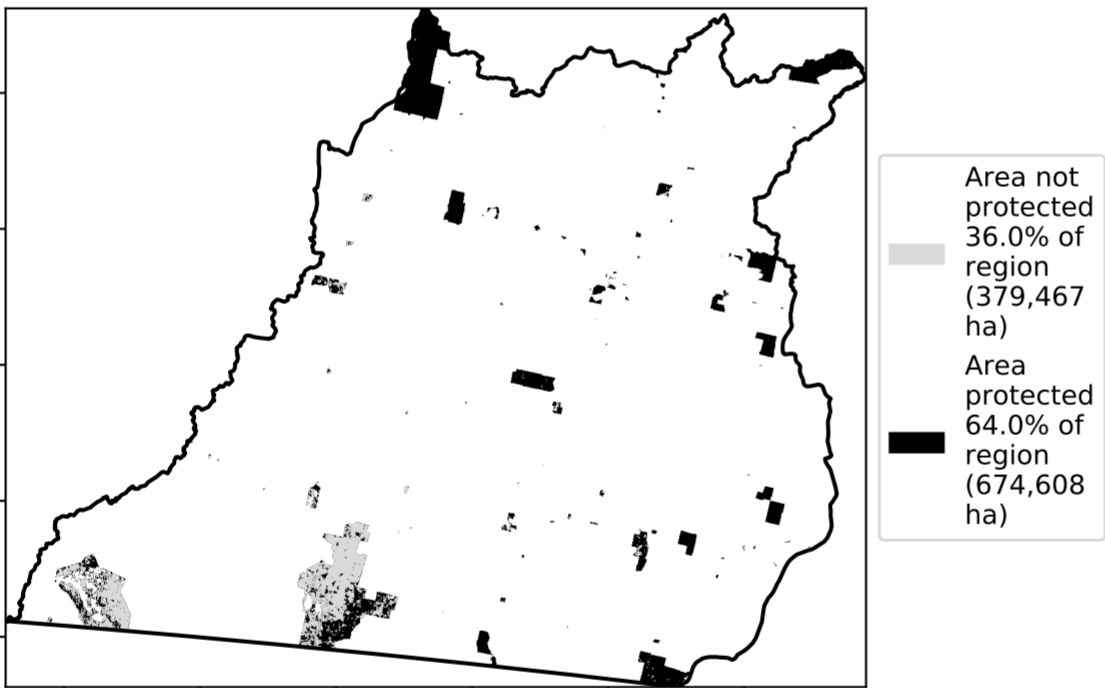 Area not
protected
36.0% of
region
(379,467
ha)
Area
protected
64.0% of
region
(674,608
ha)